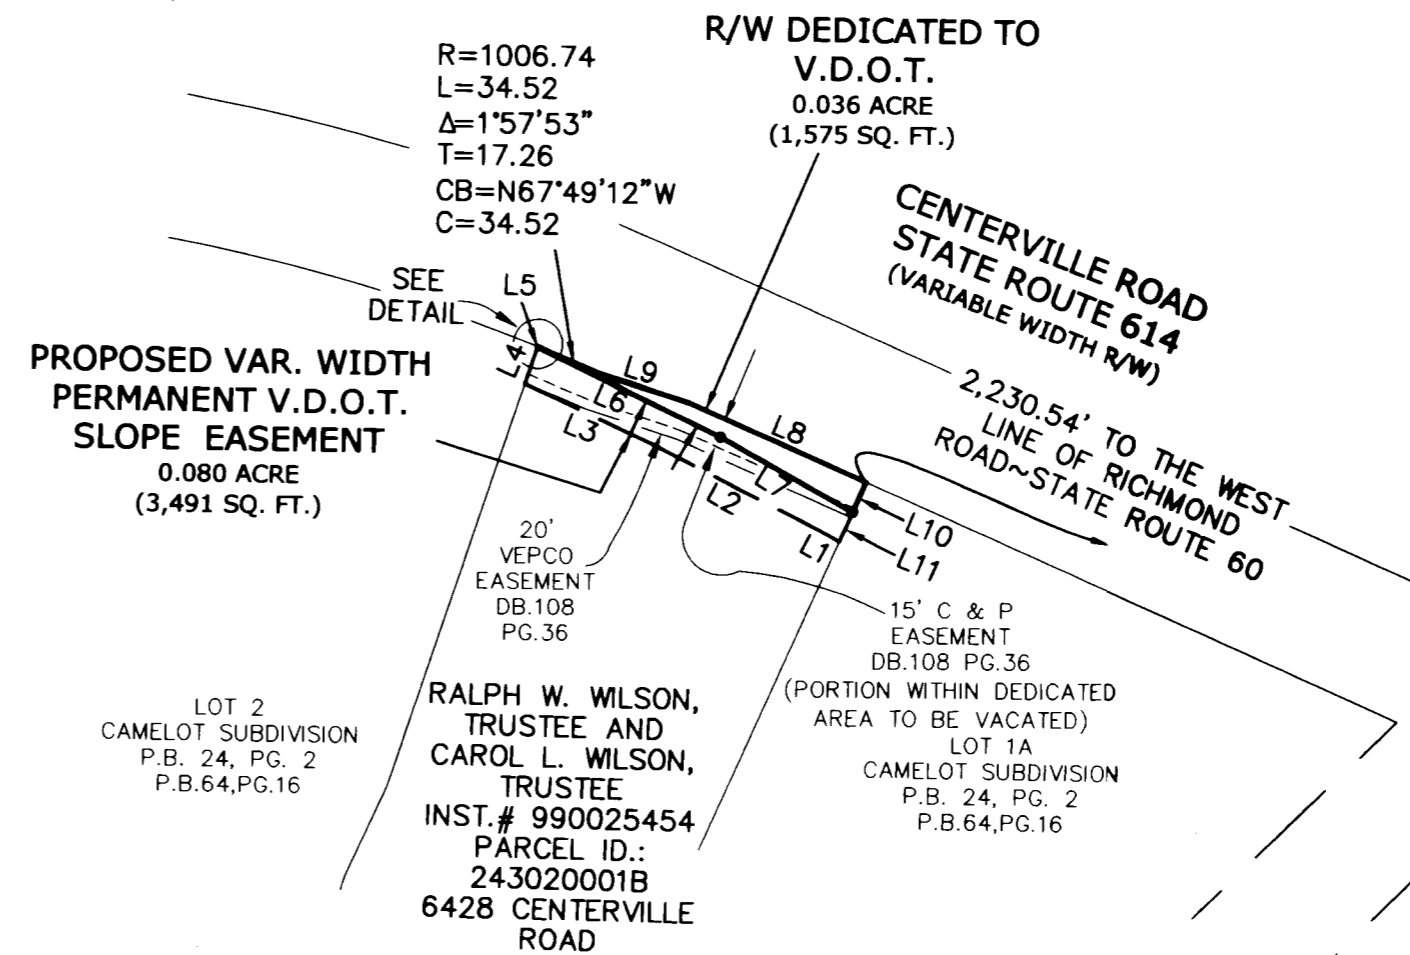 R/W DEDICATED TO
V.D.O.T.
0.036 ACRE
(1,575 SQ. FT.)
R=1006.74
L=34.52
Δ=1°57'53"
T=17.26
CB=N67°49'12"W
C=34.52
CENTERVILLE ROAD
STATE ROUTE 614
(VARIABLE WIDTH R/W)
SEE
DETAIL
L5
L4
L9
L6
L3
L8
L7
L2
L1
L10
L11
PROPOSED VAR. WIDTH
PERMANENT V.D.O.T.
SLOPE EASEMENT
0.080 ACRE
(3,491 SQ. FT.)
2,230.54' TO THE WEST
LINE OF RICHMOND
ROAD~STATE ROUTE 60
20'
VEPCO
EASEMENT
DB.108
PG.36
15' C & P
EASEMENT
DB.108 PG.36
(PORTION WITHIN DEDICATED
AREA TO BE VACATED)
LOT 1A
CAMELOT SUBDIVISION
P.B. 24, PG. 2
P.B.64,PG.16
LOT 2
CAMELOT SUBDIVISION
P.B. 24, PG. 2
P.B.64,PG.16
RALPH W. WILSON,
TRUSTEE AND
CAROL L. WILSON,
TRUSTEE
INST.# 990025454
PARCEL ID.:
243020001B
6428 CENTERVILLE
ROAD